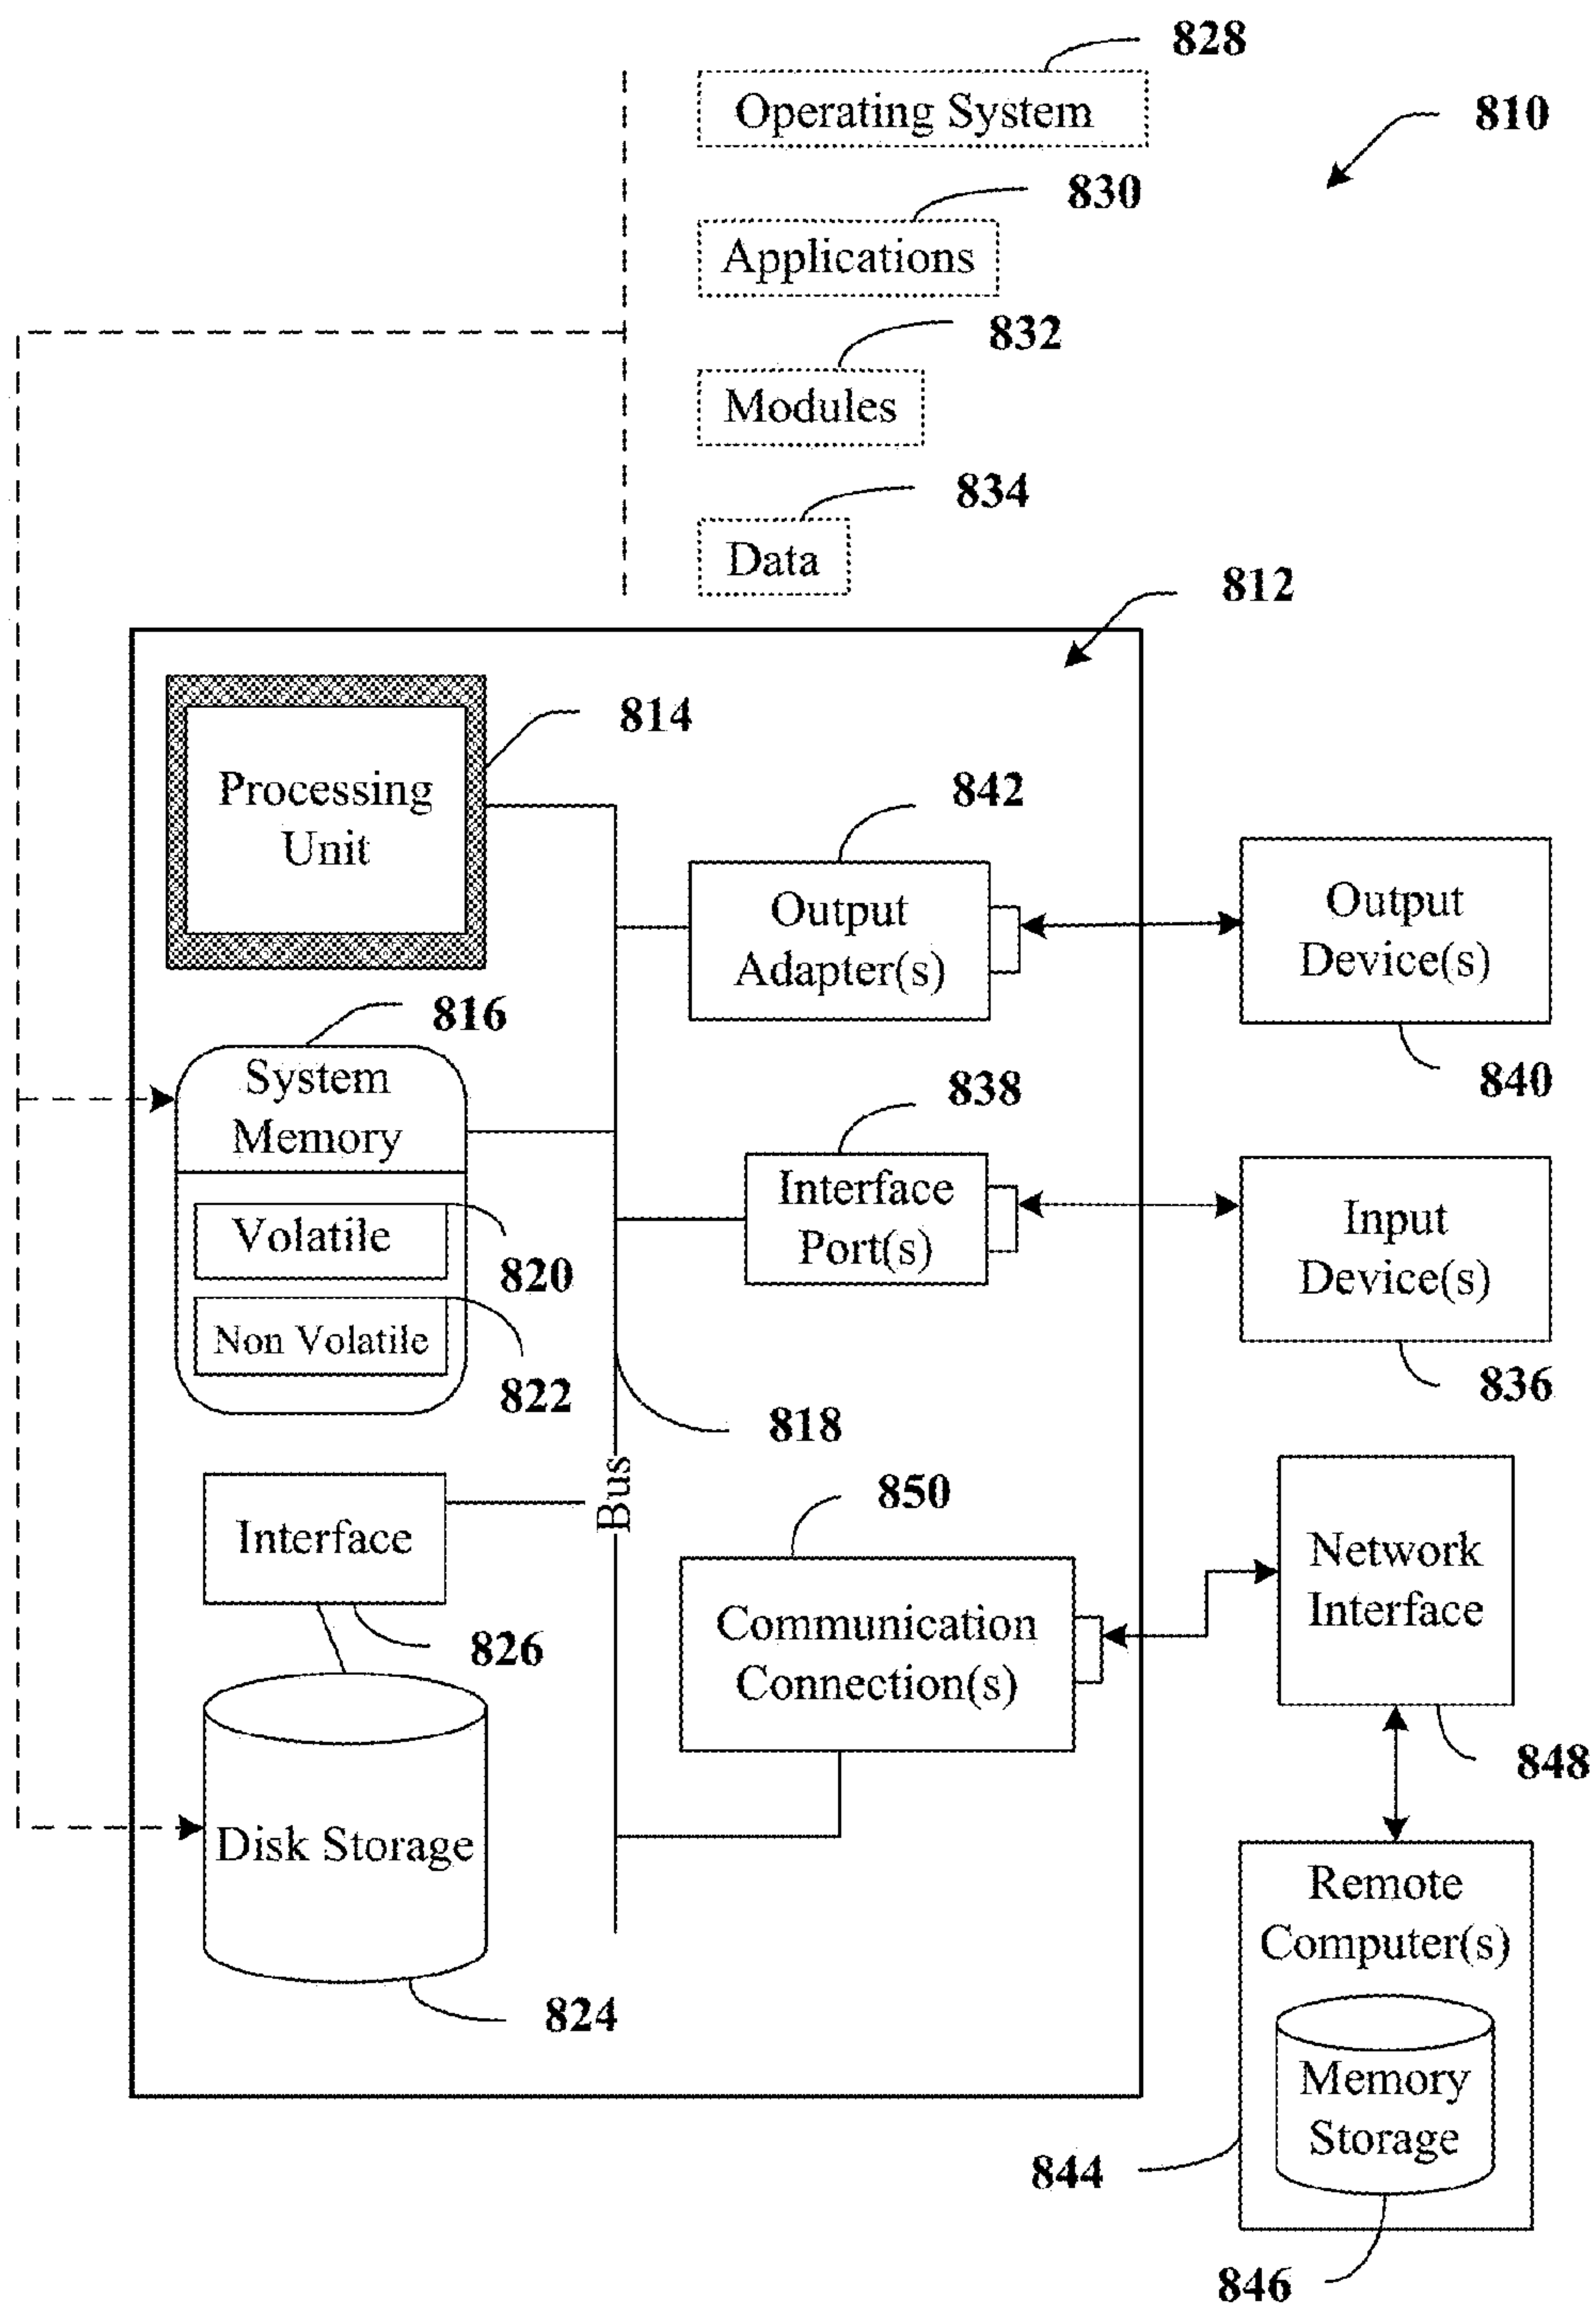 828
Operating System
810
830
Applications
832
Modules
834
Data
812
814
Processing
Unit
842
Output
Adapter(s)
Output
Device(s)
840
816
System
Memory
838
Interface
Port(s)
Input
Device(s)
836
Volatile
820
Non Volatile
822
818
Bus
Interface
826
850
Communication
Connection(s)
Network
Interface
848
Disk Storage
824
Remote
Computer(s)
Memory
Storage
844
846